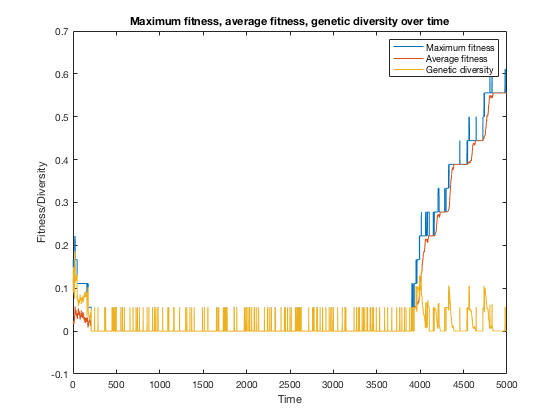 Maximum fitness, average fitness, genetic diversity over time
Maximum fitness
Average fitness
Genetic diversity
0.7
0.6
0.5
0.4
0.3
0.2
0.1
0
-0.1
Fitness/Diversity
0 500 1000 1500 2000 2500 3000 3500 4000 4500 5000
Time